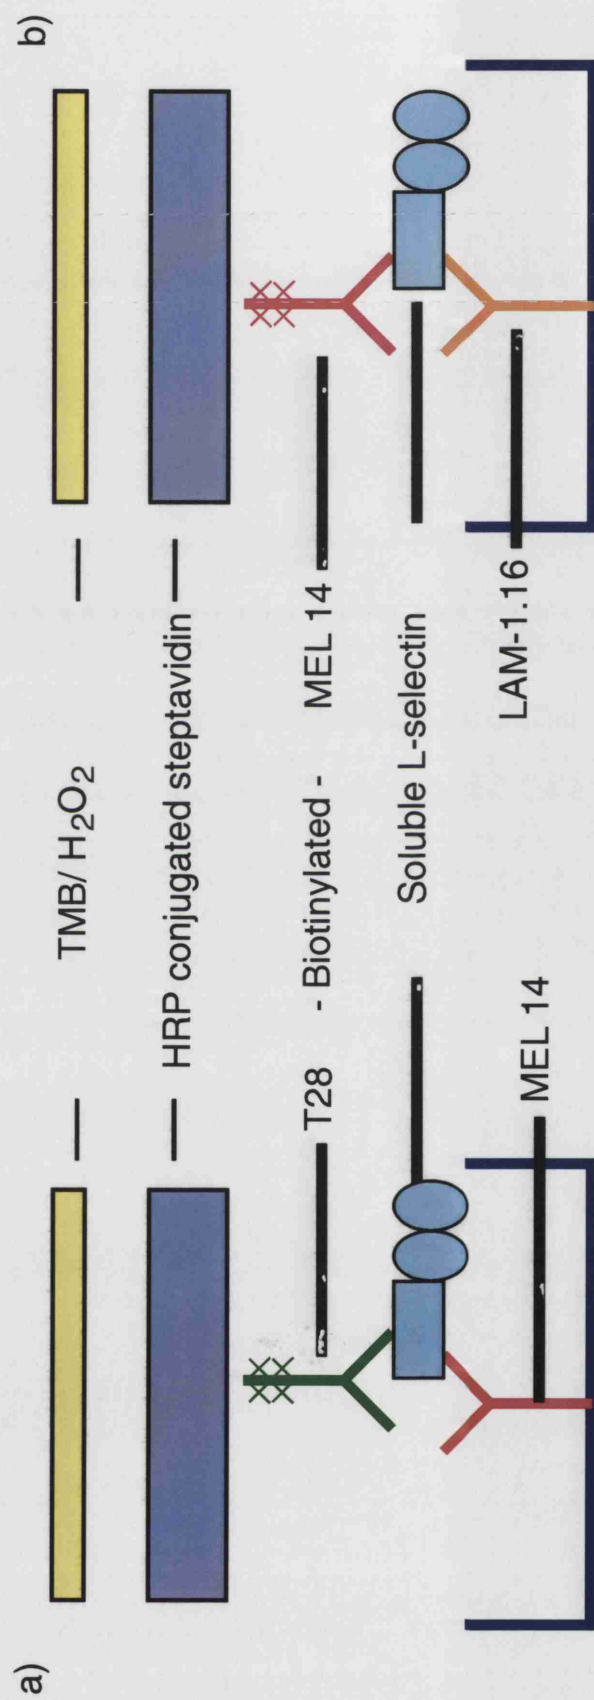 a)
b)
TMB/ H₂O₂
HRP conjugated steptavidin
T28 - Biotinylated - MEL 14
Soluble L-selectin
MEL 14
LAM-1.16